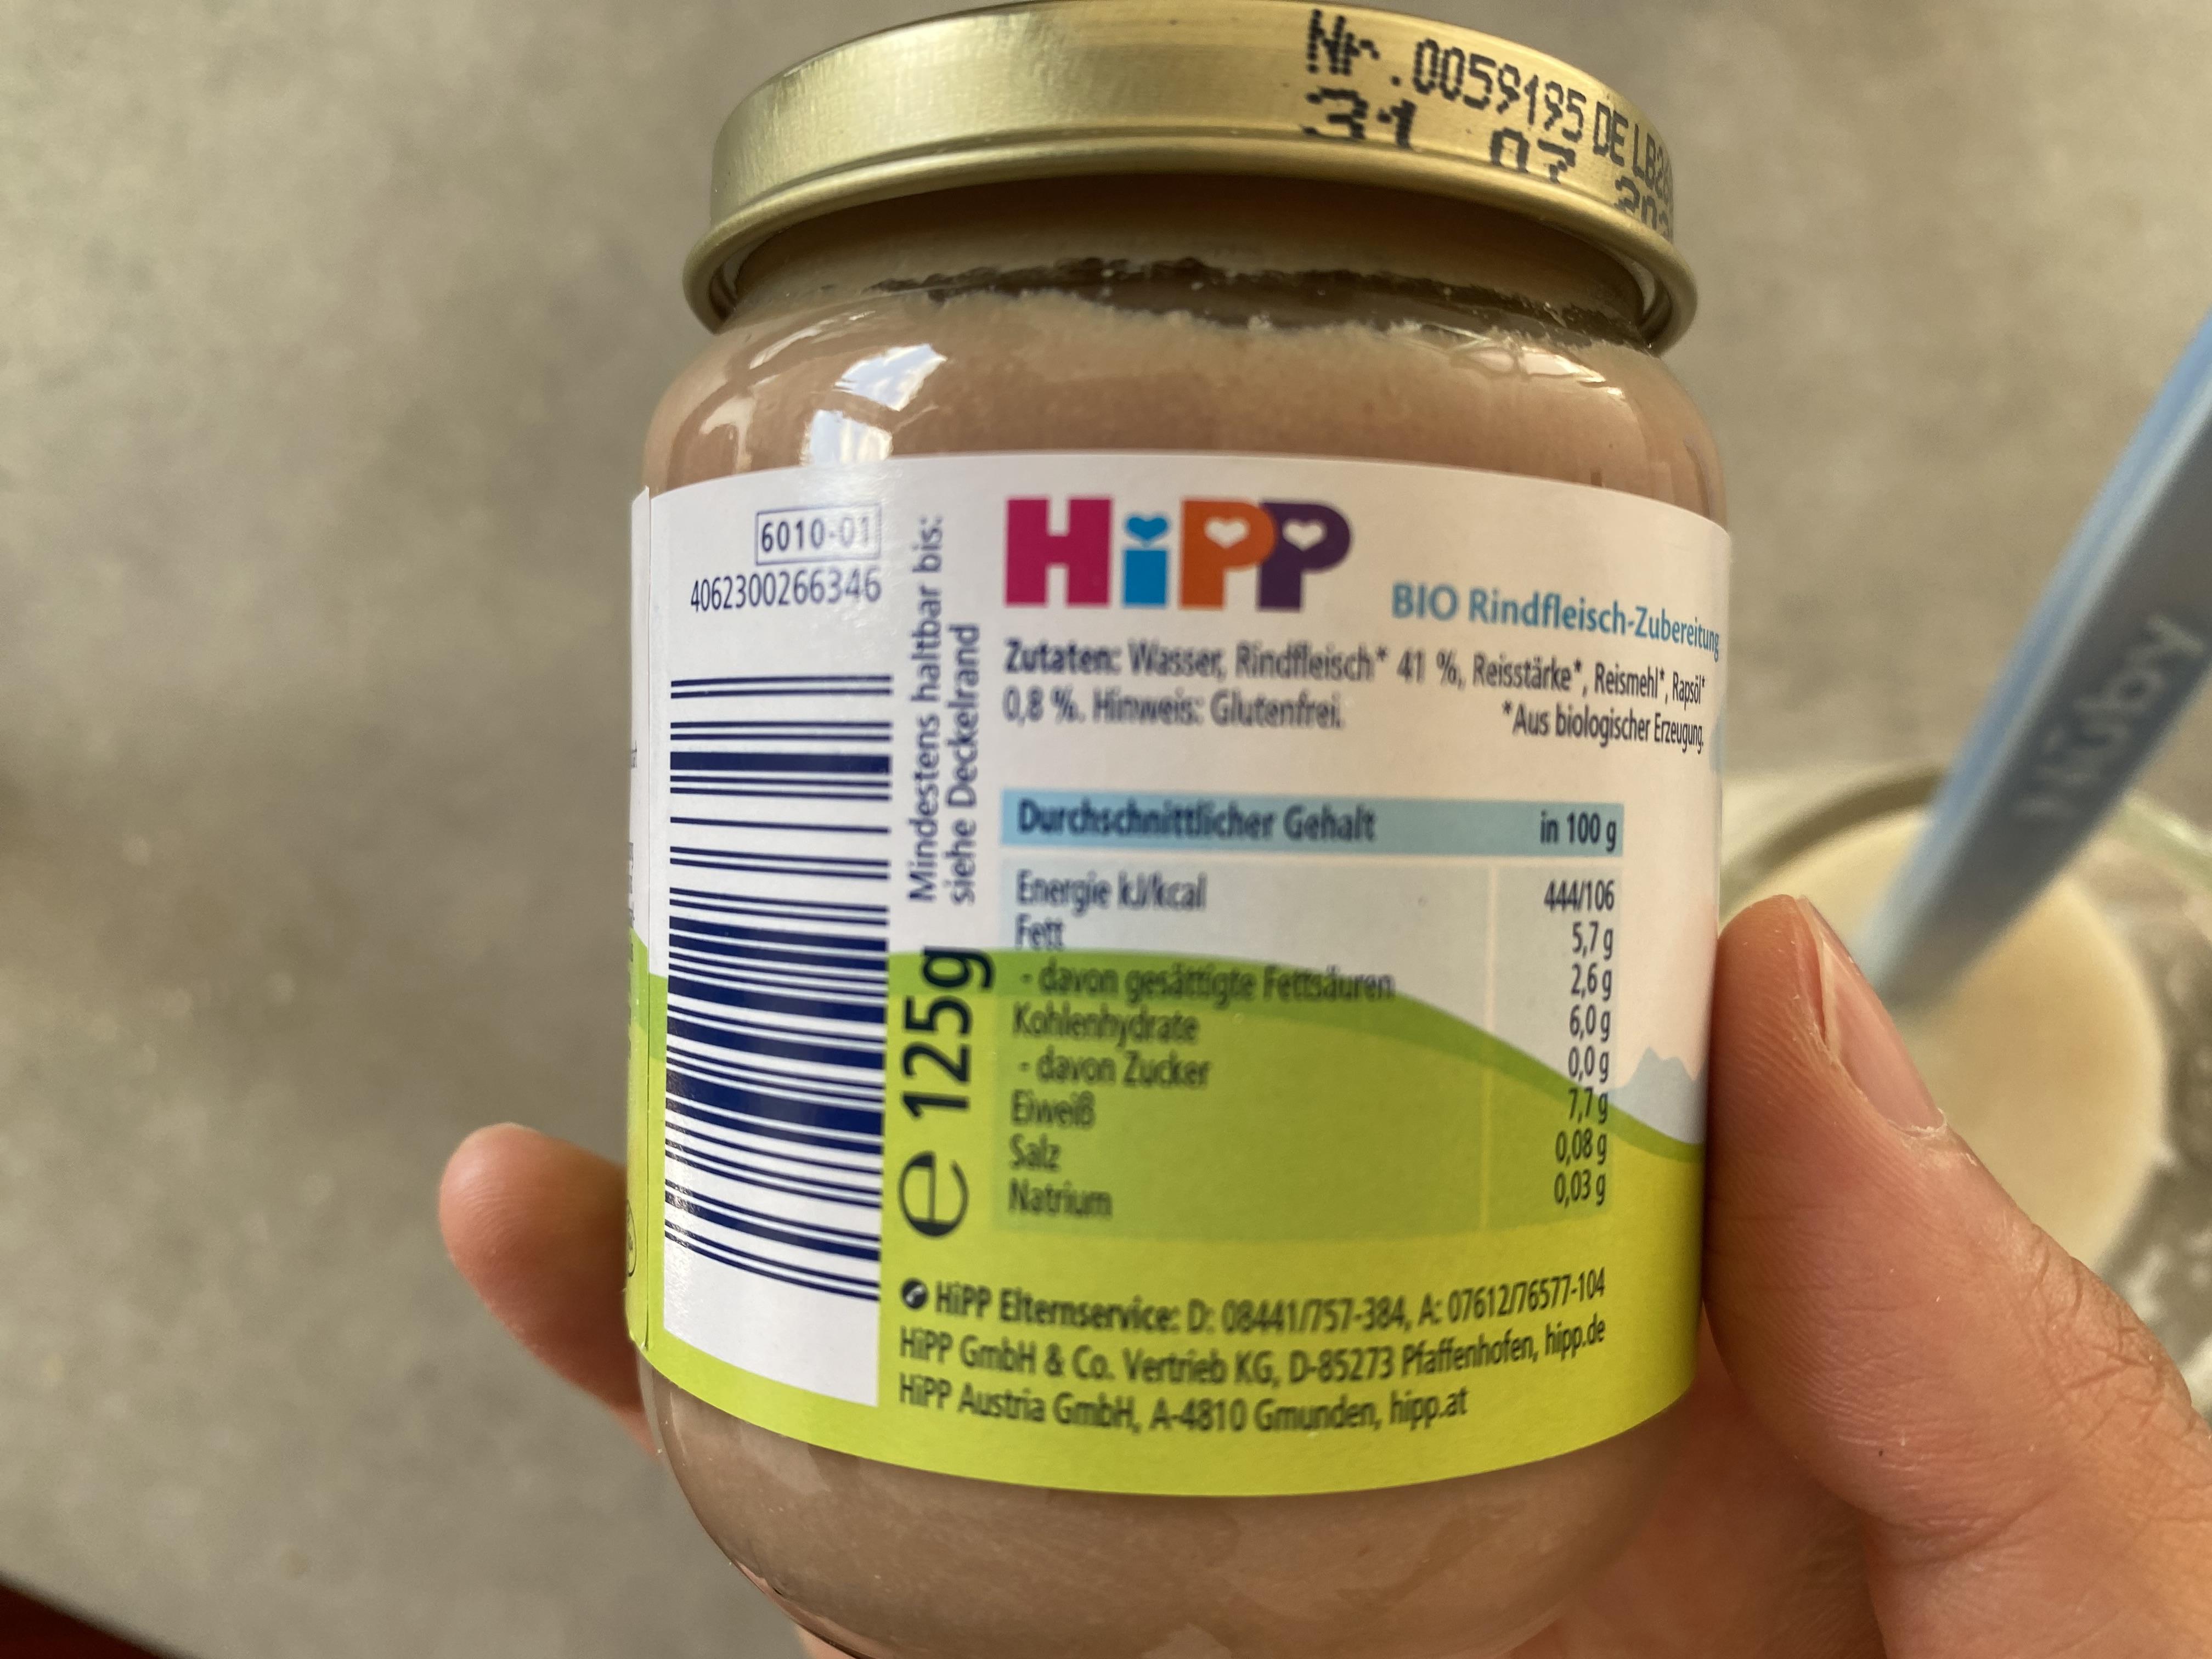 Nr.0059195 DE
31 07
HiPP
BIO Rindfleisch-Zubereitung
Zutaten: Wasser, Rindfleisch* 41 %, Reisstärke*, Reismehl*, Rapsöl*
0,8 %. Hinweis: Glutenfrei.
*Aus biologischer Erzeugung.
6010-01
4062300266346
Mindestens haltbar bis:
siehe Deckelrand
e 125g
Durchschnittlicher Gehalt in 100 g
Energie kJ/kcal 444/106
Fett 5,7 g
- davon gesättigte Fettsäuren 2,6 g
Kohlenhydrate 6,0 g
- davon Zucker 0,0 g
Eiweiß 7,7 g
Salz 0,08 g
Natrium 0,03 g
HiPP Elternservice: D: 08441/757-384, A: 07612/76577-104
HiPP GmbH & Co. Vertrieb KG, D-85273 Pfaffenhofen, hipp.de
HiPP Austria GmbH, A-4810 Gmunden, hipp.at
Nûby